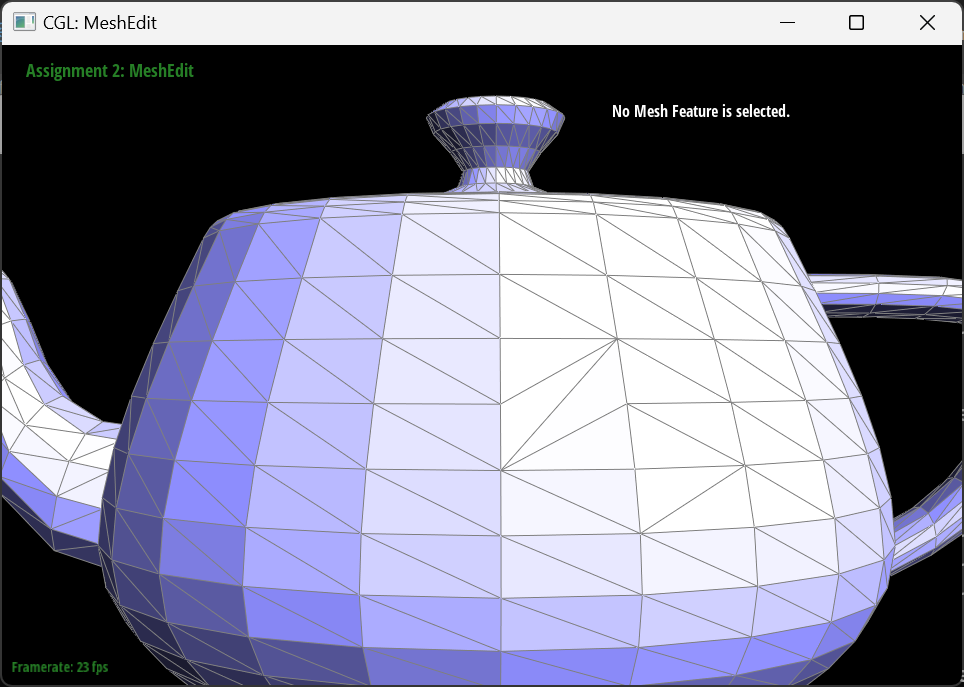 CGL: MeshEdit
Assignment 2: MeshEdit
No Mesh Feature is selected.
Framerate: 23 fps